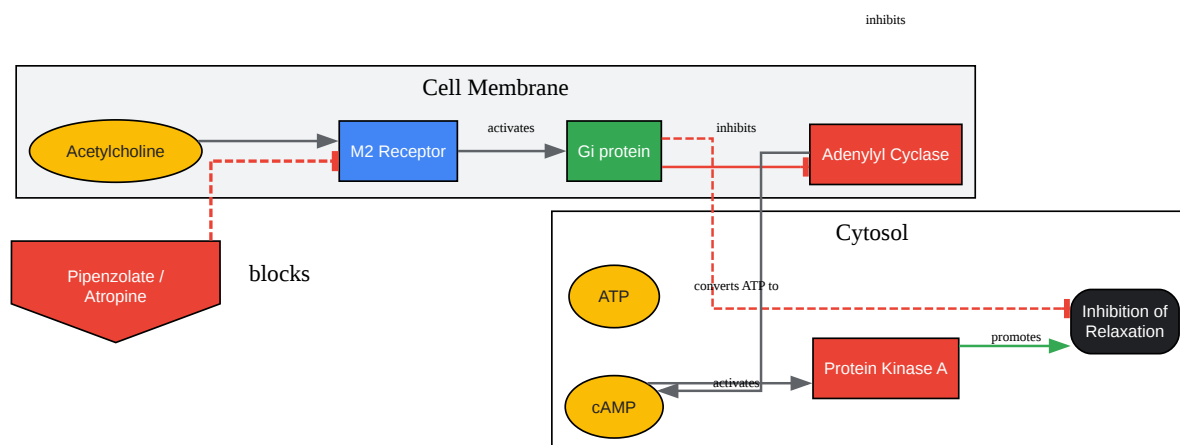 inhibits
Cell Membrane
Acetylcholine
M2 Receptor
activates
Gi protein
inhibits
Adenylyl Cyclase
Cytosol
Pipenzolate /
Atropine
blocks
ATP
converts ATP to
Inhibition of
Relaxation
promotes
Protein Kinase A
activates
cAMP